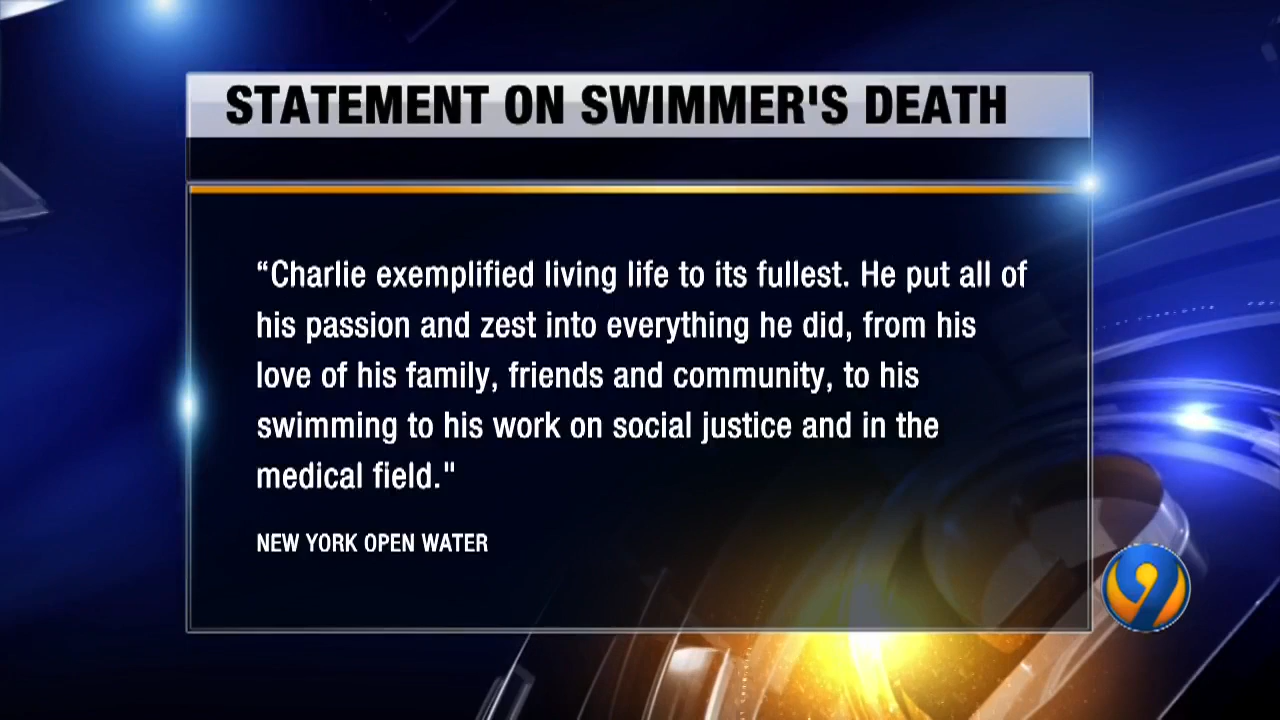 STATEMENT ON SWIMMER'S DEATH
“Charlie exemplified living life to its fullest. He put all of
his passion and zest into everything he did, from his
love of his family, friends and community, to his
swimming to his work on social justice and in the
medical field."
NEW YORK OPEN WATER
9